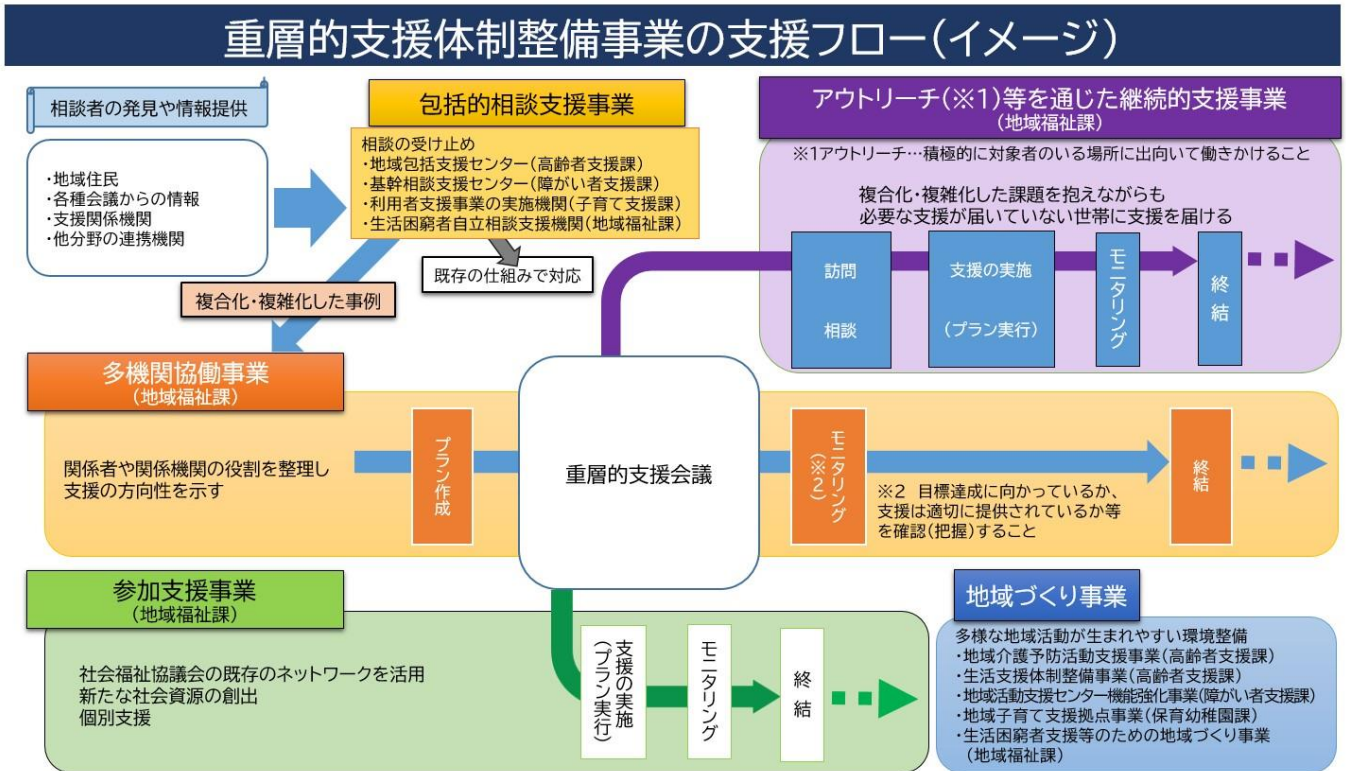 重層的支援体制整備事業の支援フロー(イメージ)
相談者の発見や情報提供
・地域住民
・各種会議からの情報
・支援関係機関
・他分野の連携機関
包括的相談支援事業
相談の受け止め
・地域包括支援センター(高齢者支援課)
・基幹相談支援センター(障がい者支援課)
・利用者支援事業の実施機関(子育て支援課)
・生活困窮者自立相談支援機関(地域福祉課)
既存の仕組みで対応
複合化・複雑化した事例
アウトリーチ(※1)等を通じた継続的支援事業
(地域福祉課)
※1アウトリーチ…積極的に対象者のいる場所に出向いて働きかけること
複合化・複雑化した課題を抱えながらも
必要な支援が届いていない世帯に支援を届ける
訪問
相談
支援の実施
(プラン実行)
モニタリング
終結
多機関協働事業
(地域福祉課)
関係者や関係機関の役割を整理し
支援の方向性を示す
プラン作成
重層的支援会議
モニタリング
(※2)
※2 目標達成に向かっているか、
支援は適切に提供されているか等
を確認(把握)すること
終結
参加支援事業
(地域福祉課)
社会福祉協議会の既存のネットワークを活用
新たな社会資源の創出
個別支援
支援の実施
(プラン実行)
モニタリング
終結
地域づくり事業
多様な地域活動が生まれやすい環境整備
・地域介護予防活動支援事業(高齢者支援課)
・生活支援体制整備事業(高齢者支援課)
・地域活動支援センター機能強化事業(障がい者支援課)
・地域子育て支援拠点事業(保育幼稚園課)
・生活困窮者支援等のための地域づくり事業
(地域福祉課)